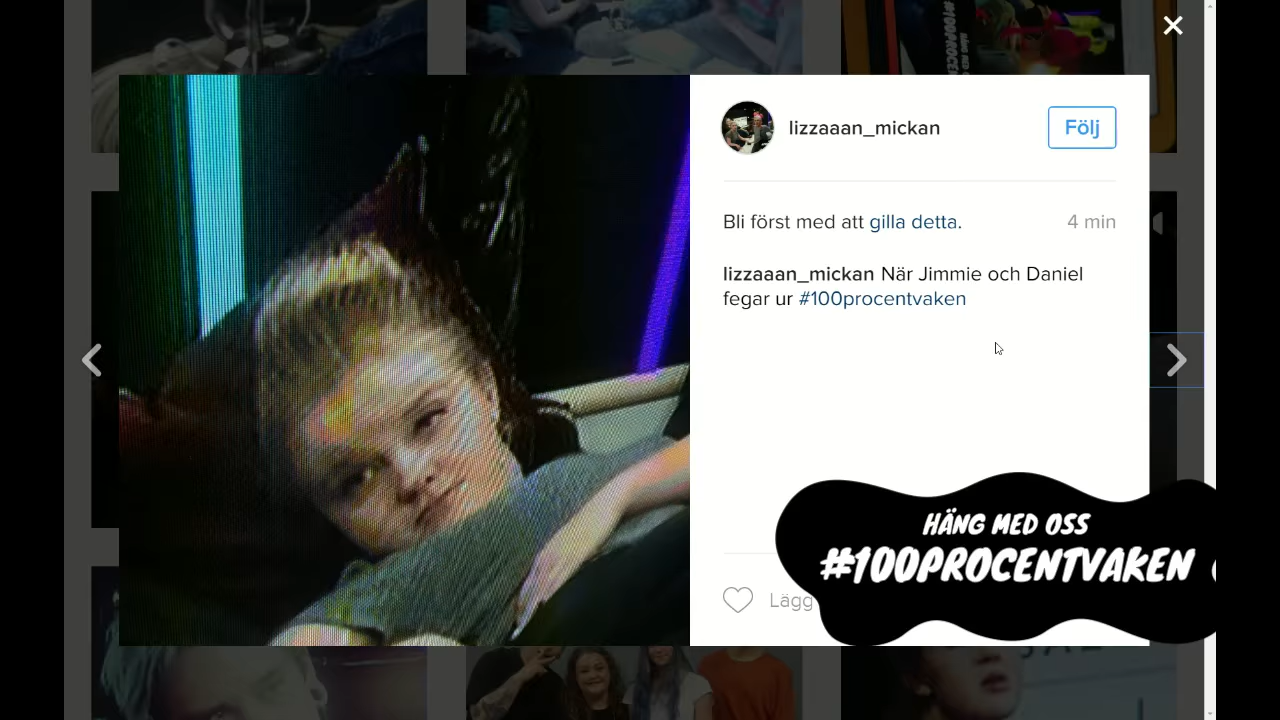 lizzaaan_mickan
Följ
Bli först med att gilla detta.
4 min
lizzaaan_mickan När Jimmie och Daniel
fegar ur #100procentvaken
Lägg
HÄNG MED OSS
#100PROCENTVAKEN